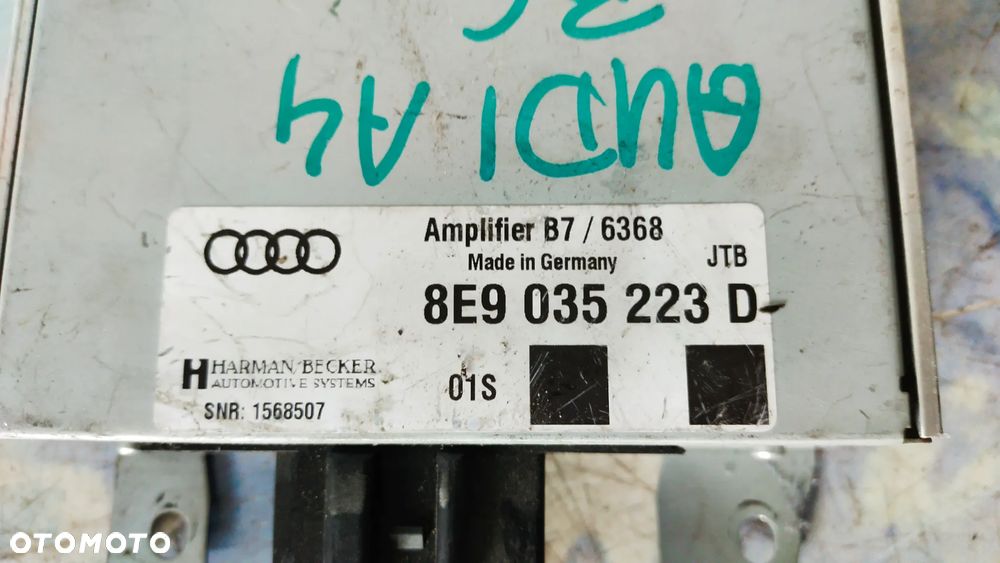 AUDI A4
Amplifier B7 / 6368
Made in Germany
JTB
8E9 035 223 D
HARMAN/BECKER
AUTOMOTIVE SYSTEMS
01S
SNR: 1568507
OTOMOTO